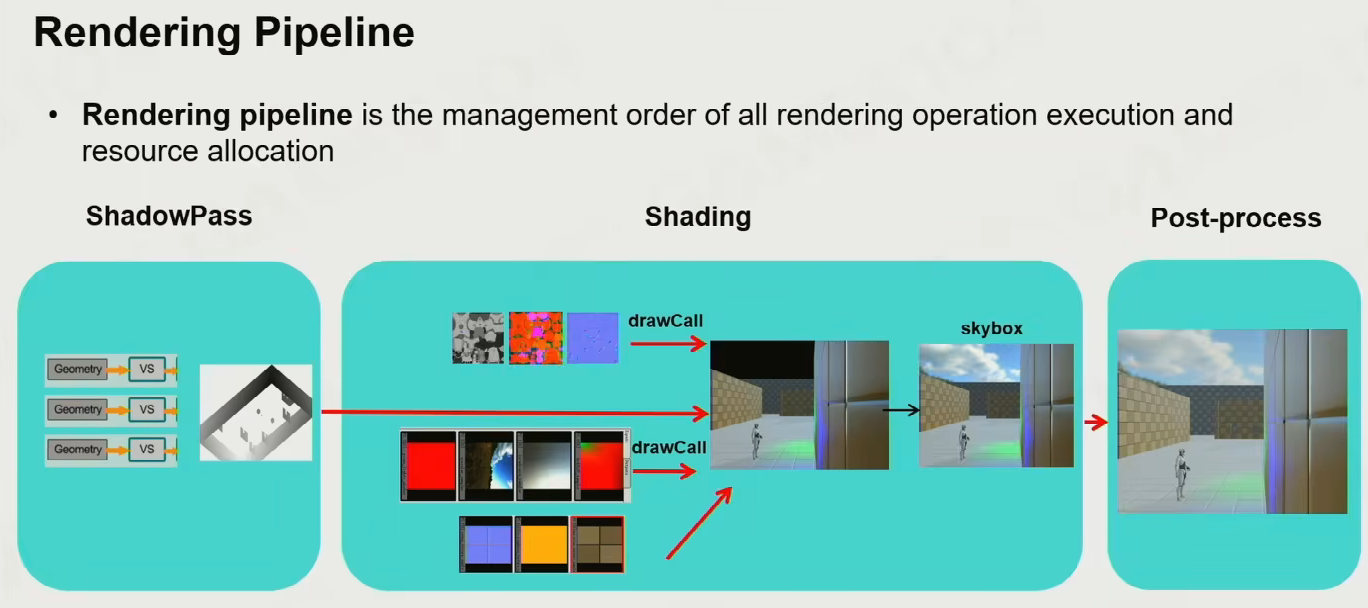 Rendering Pipeline
• Rendering pipeline is the management order of all rendering operation execution and
resource allocation
ShadowPass
Shading
Post-process
Geometry
VS
Geometry
VS
Geometry
VS
drawCall
drawCall
skybox